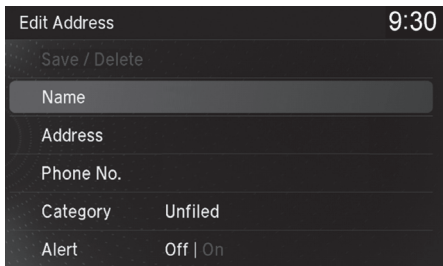 Edit Address 9:30
Save / Delete
Name
Address
Phone No.
Category Unfiled
Alert Off | On